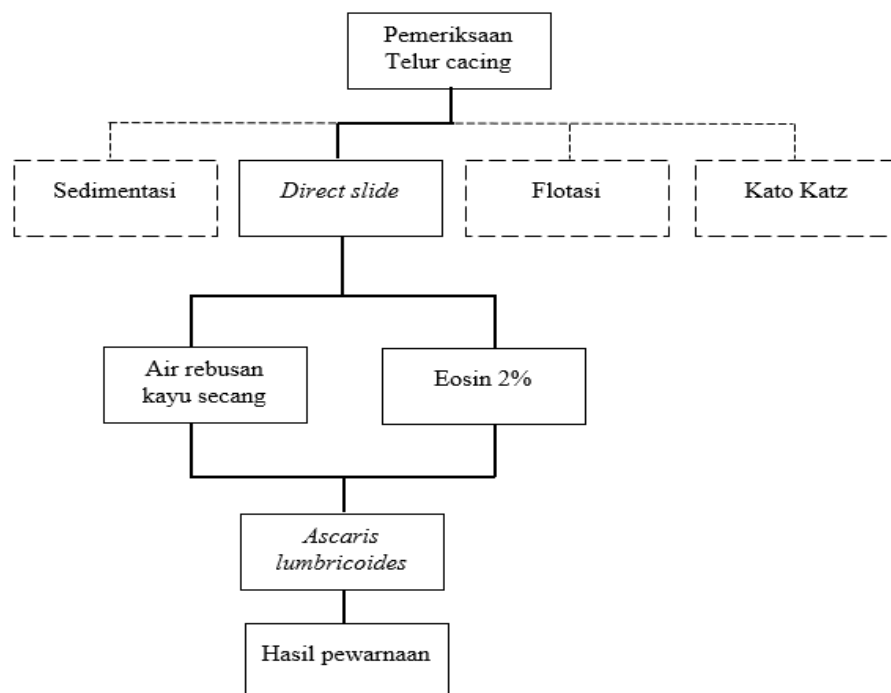 Pemeriksaan
Telur cacing
Sedimentasi
Direct slide
Flotasi
Kato Katz
Air rebusan
kayu secang
Eosin 2%
Ascaris
lumbricoides
Hasil pewarnaan